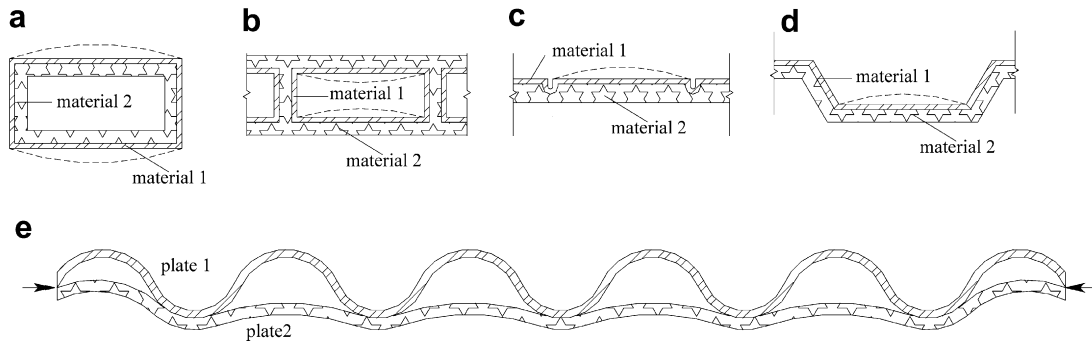 a
b
c
d
material 2
material 1
material 1
material 2
material 1
material 2
material 1
material 2
e
plate 1
plate2